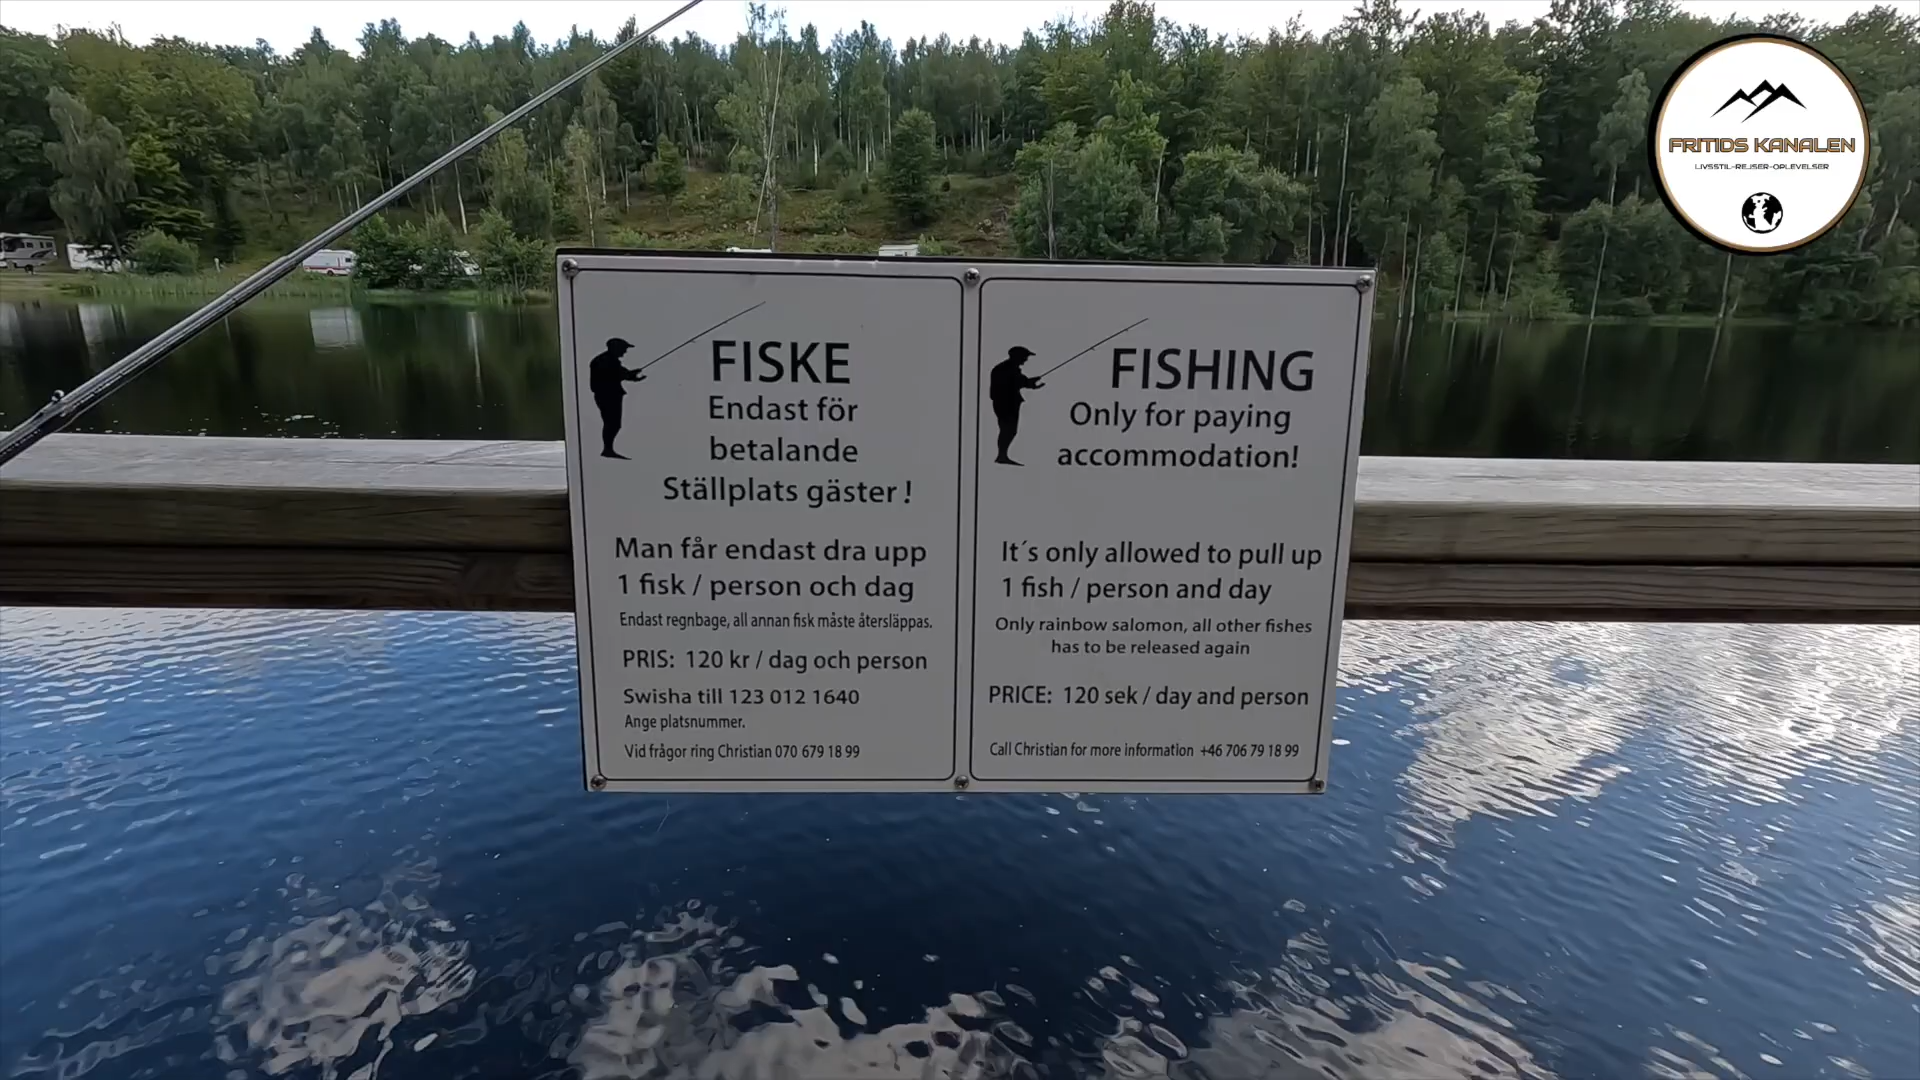 FISKE
Endast för
betalande
Ställplats gäster !
Man får endast dra upp
1 fisk / person och dag
Endast regnbage, all annan fisk måste återsläppas.
PRIS: 120 kr / dag och person
Swisha till 123 012 1640
Ange platsnummer.
Vid frågor ring Christian 070 679 18 99
FISHING
Only for paying
accommodation!
It´s only allowed to pull up
1 fish / person and day
Only rainbow salomon, all other fishes
has to be released again
PRICE: 120 sek / day and person
Call Christian for more information +46 706 79 18 99
FRITIDS KANALEN
LIVSSTIL-REJSER-OPLEVELSER